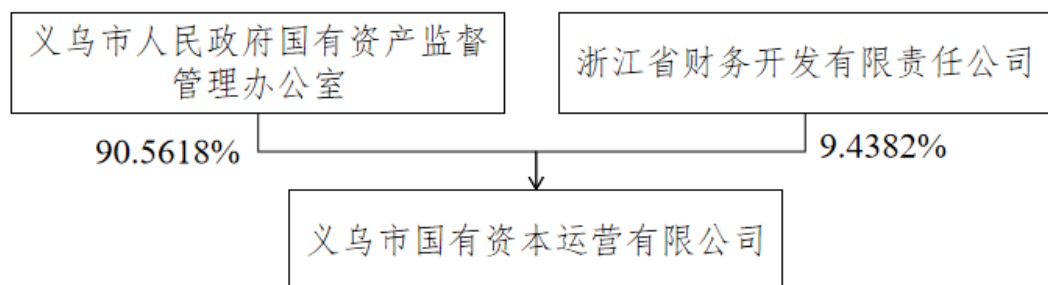 义乌市人民政府国有资产监督
管理办公室
浙江省财务开发有限责任公司
90.5618%
9.4382%
义乌市国有资本运营有限公司